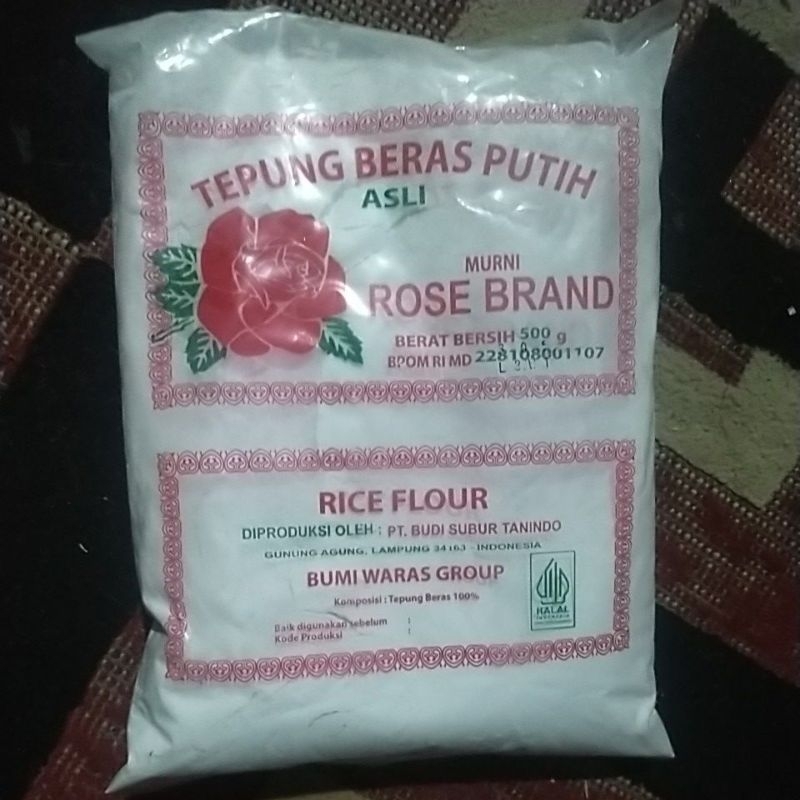 TEPUNG BERAS PUTIH
ASLI
MURNI
ROSE BRAND
BERAT BERSIH 500 g
BPOM RI MD 228108001107
RICE FLOUR
DIPRODUKSI OLEH : PT. BUDI SUBUR TANINDO
GUNUNG AGUNG, LAMPUNG 34163 - INDONESIA
BUMI WARAS GROUP
Komposisi : Tepung Beras 100%
HALAL
INDONESIA
Baik digunakan sebelum :
Kode Produksi :